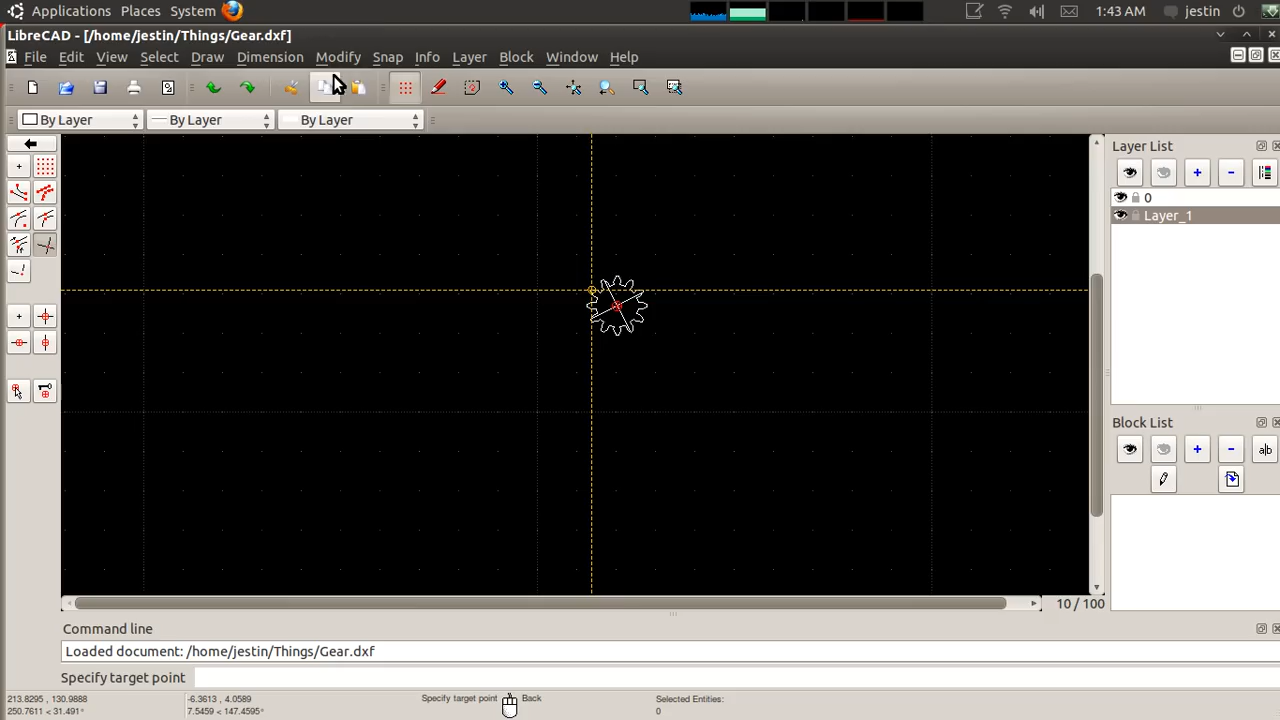 Applications Places System 1:43 AM jestin
LibreCAD - [/home/jestin/Things/Gear.dxf]
File Edit View Select Draw Dimension Modify Snap Info Layer Block Window Help
By Layer By Layer By Layer
Layer List
0
Layer_1
Block List
a|b
10 / 100
Command line
Loaded document: /home/jestin/Things/Gear.dxf
Specify target point
213.8295 , 130.9888 -6.3613 , 4.0589 Specify target point Back Selected Entities:
250.7611 < 31.491° 7.5459 < 147.4595° 0